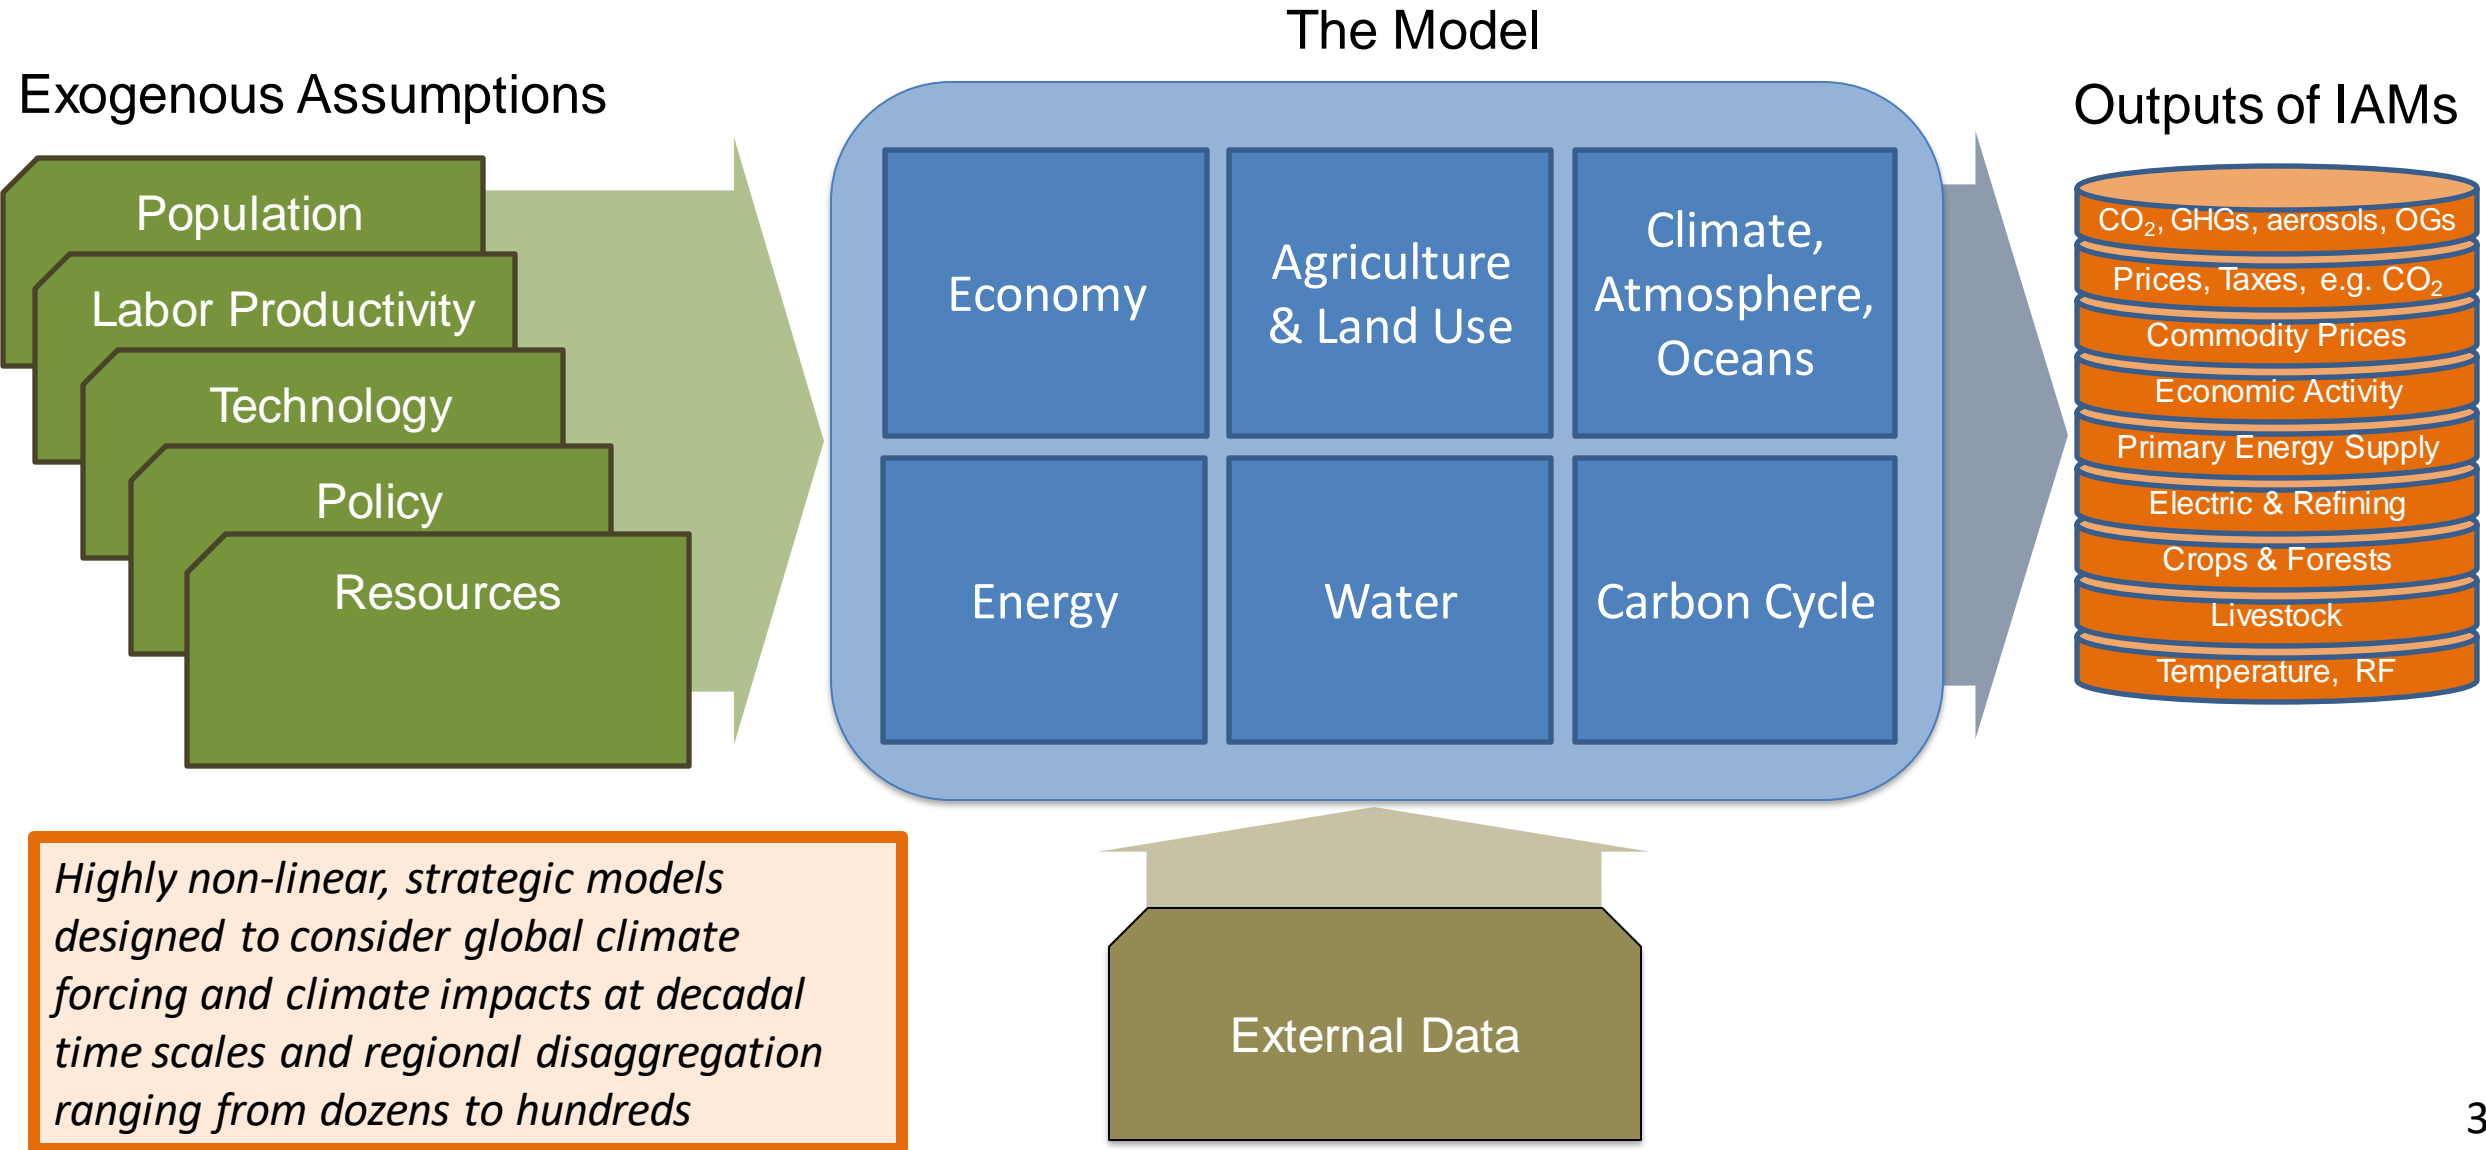 The Model
Exogenous Assumptions
Outputs of IAMs
Population
Labor Productivity
Technology
Policy
Resources
Economy
Agriculture
& Land Use
Climate,
Atmosphere,
Oceans
Energy
Water
Carbon Cycle
CO₂, GHGs, aerosols, OGs
Prices, Taxes, e.g. CO₂
Commodity Prices
Economic Activity
Primary Energy Supply
Electric & Refining
Crops & Forests
Livestock
Temperature, RF
Highly non-linear, strategic models
designed to consider global climate
forcing and climate impacts at decadal
time scales and regional disaggregation
ranging from dozens to hundreds
External Data
3